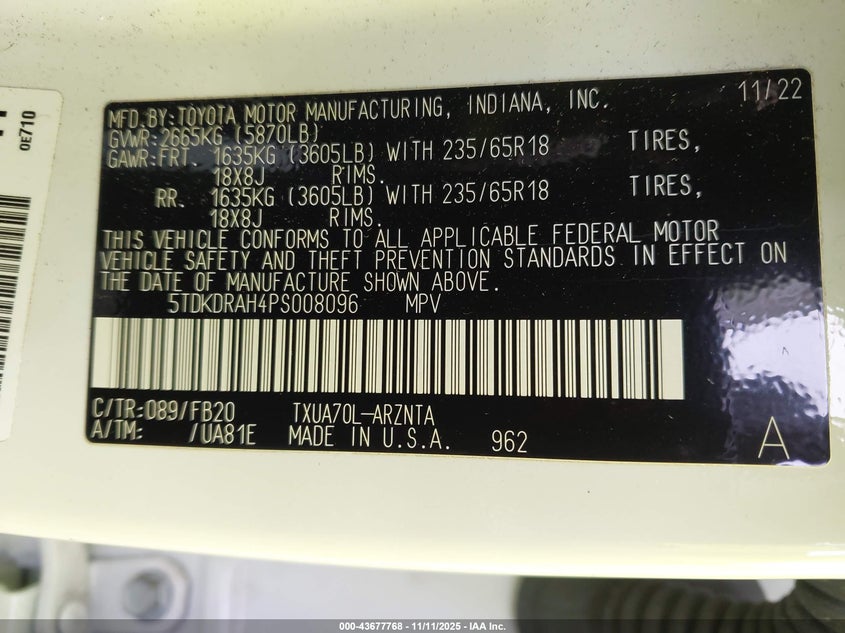 0E710
MFD.BY:TOYOTA MOTOR MANUFACTURING, INDIANA, INC. 11/22
GVWR:2665KG (5870LB)
GAWR:FRT. 1635KG (3605LB) WITH 235/65R18 TIRES,
18X8J RIMS.
RR. 1635KG (3605LB) WITH 235/65R18 TIRES,
18X8J RIMS.
THIS VEHICLE CONFORMS TO ALL APPLICABLE FEDERAL MOTOR
VEHICLE SAFETY AND THEFT PREVENTION STANDARDS IN EFFECT ON
THE DATE OF MANUFACTURE SHOWN ABOVE.
5TDKDRAH4PS008096 MPV
A
C/TR:089/FB20 TXUA70L-ARZNTA
A/TM: /UA81E MADE IN U.S.A. 962
A
000-43677768 - 11/11/2025 - IAA Inc.